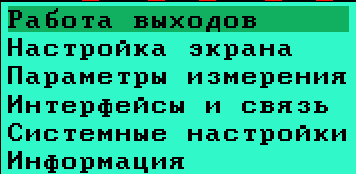 Работа выходов
Настройка экрана
Параметры измерения
Интерфейсы и связь
Системные настройки
Информация